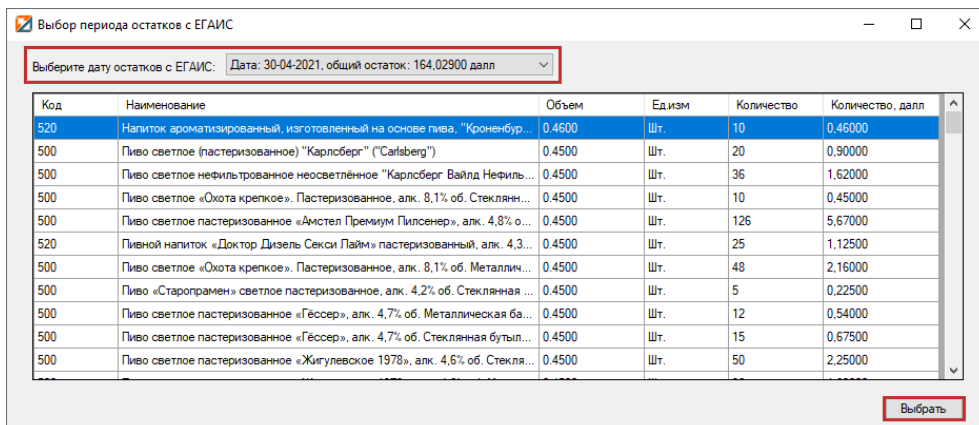 Выбор периода остатков с ЕГАИС
Выберите дату остатков с ЕГАИС: Дата: 30-04-2021, общий остаток: 164,02900 далл
Код Наименование Объем Ед.изм Количество Количество, далл
520 Напиток ароматизированный, изготовленный на основе пива, "Кроненбур... 0.4600 Шт. 10 0,46000
500 Пиво светлое (пастеризованное) "Карлсберг" ("Carlsberg") 0.4500 Шт. 20 0,90000
500 Пиво светлое нефильтрованное неосветлённое "Карлсберг Вайлд Нефиль... 0.4500 Шт. 36 1,62000
500 Пиво светлое «Охота крепкое». Пастеризованное, алк. 8,1% об. Стеклянн... 0.4500 Шт. 10 0,45000
500 Пиво светлое пастеризованное «Амстел Премиум Пилсенер», алк. 4,8% о... 0.4500 Шт. 126 5,67000
520 Пивной напиток «Доктор Дизель Секси Лайм» пастеризованный, алк. 4,3... 0.4500 Шт. 25 1,12500
500 Пиво светлое «Охота крепкое». Пастеризованное, алк. 8,1% об. Металлич... 0.4500 Шт. 48 2,16000
500 Пиво «Старопрамен» светлое пастеризованное, алк. 4,2% об. Стеклянная ... 0.4500 Шт. 5 0,22500
500 Пиво светлое пастеризованное «Гёссер», алк. 4,7% об. Металлическая ба... 0.4500 Шт. 12 0,54000
500 Пиво светлое пастеризованное «Гёссер», алк. 4,7% об. Стеклянная бутыл... 0.4500 Шт. 15 0,67500
500 Пиво светлое пастеризованное «Жигулевское 1978», алк. 4,6% об. Стекля... 0.4500 Шт. 50 2,25000
Выбрать